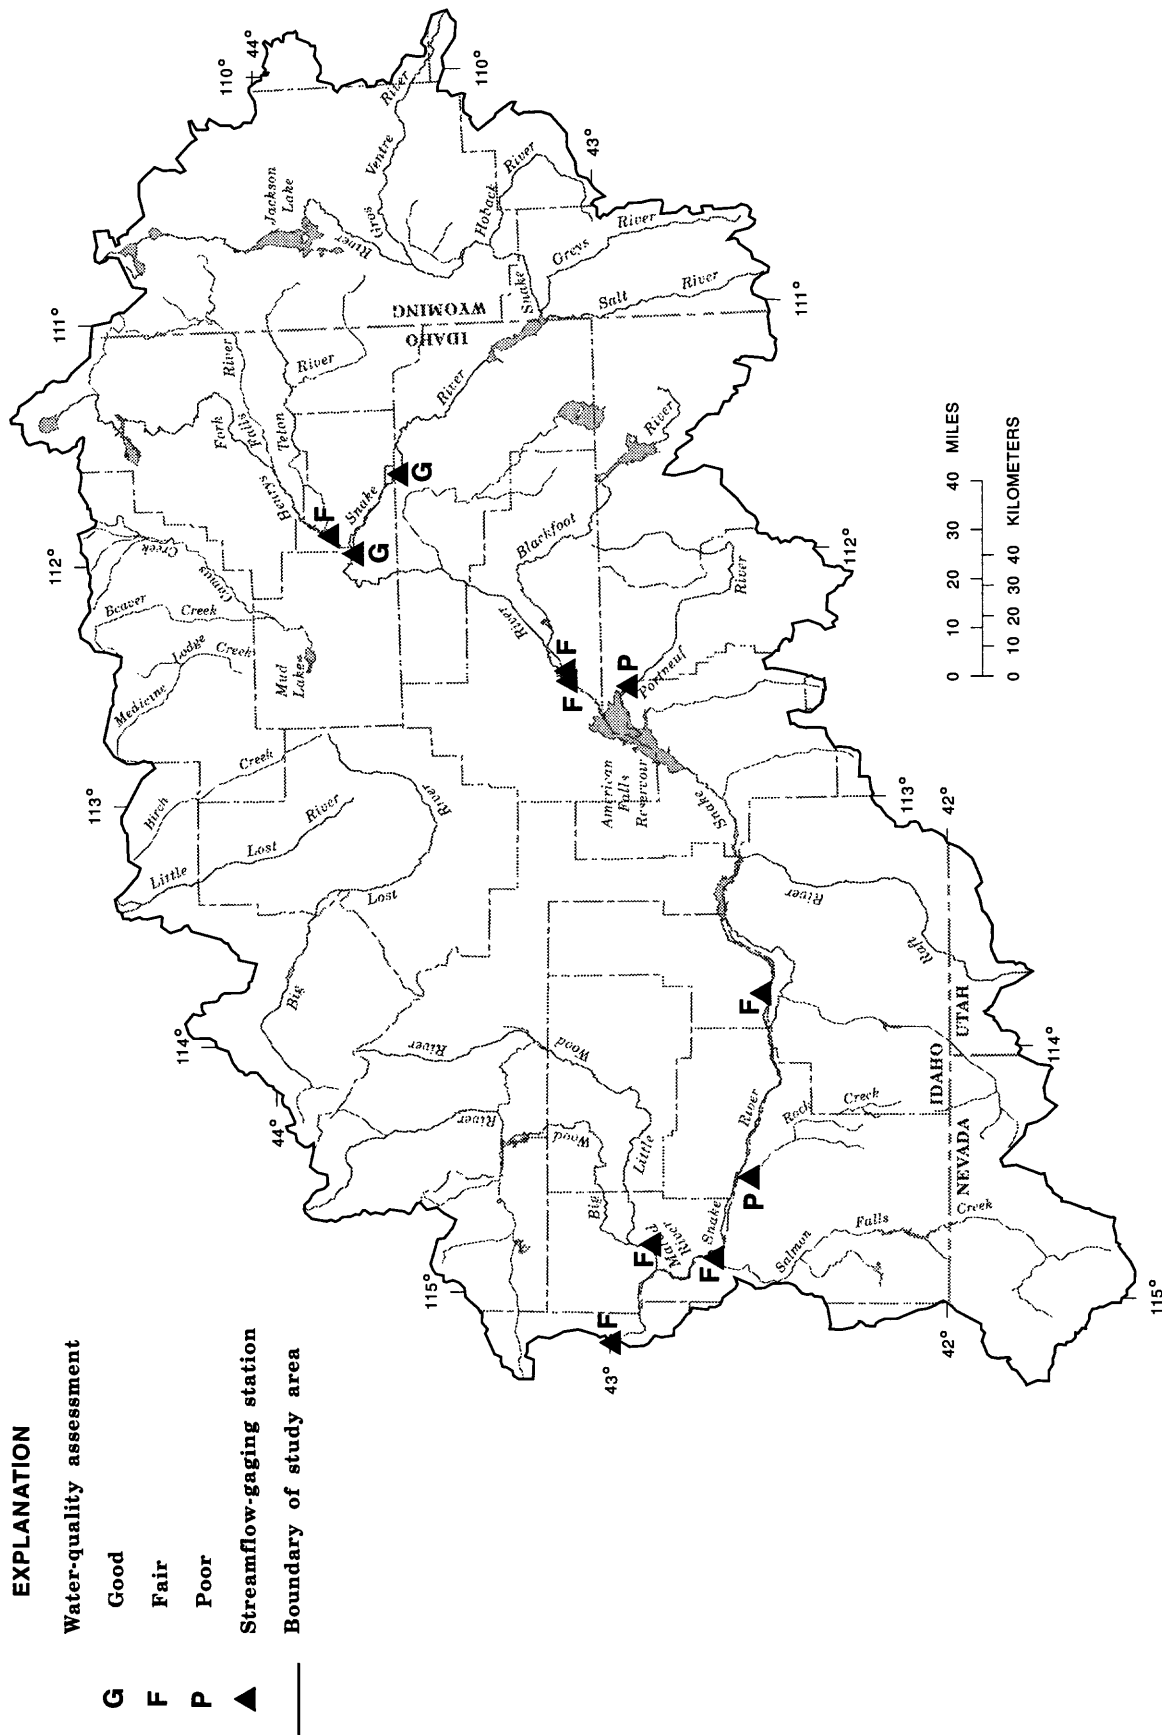 EXPLANATION
Water-quality assessment
G Good
F Fair
P Poor
Streamflow-gaging station
Boundary of study area
44°
110°
110°
111°
111°
112°
112°
113°
113°
114°
114°
115°
115°
44°
43°
43°
42°
42°
Jackson
Lake
River
Gros Ventre River
Hoback River
Snake
Greys River
Salt River
WYOMING
IDAHO
Henrys Fork
Falls River
Teton River
Snake River
F
G
G
Camas Creek
Beaver Creek
Medicine Lodge Creek
Mud
Lake
Birch Creek
Little Lost River
Big Lost River
Blackfoot River
River
F
F
P
Portneuf River
American
Falls
Reservoir
Snake
Raft River
F
Big Wood River
Little Wood River
Malad
River
Snake River
Rock Creek
P
F
F
F
Salmon Falls Creek
IDAHO
UTAH
NEVADA
0 10 20 30 40 MILES
0 10 20 30 40 KILOMETERS